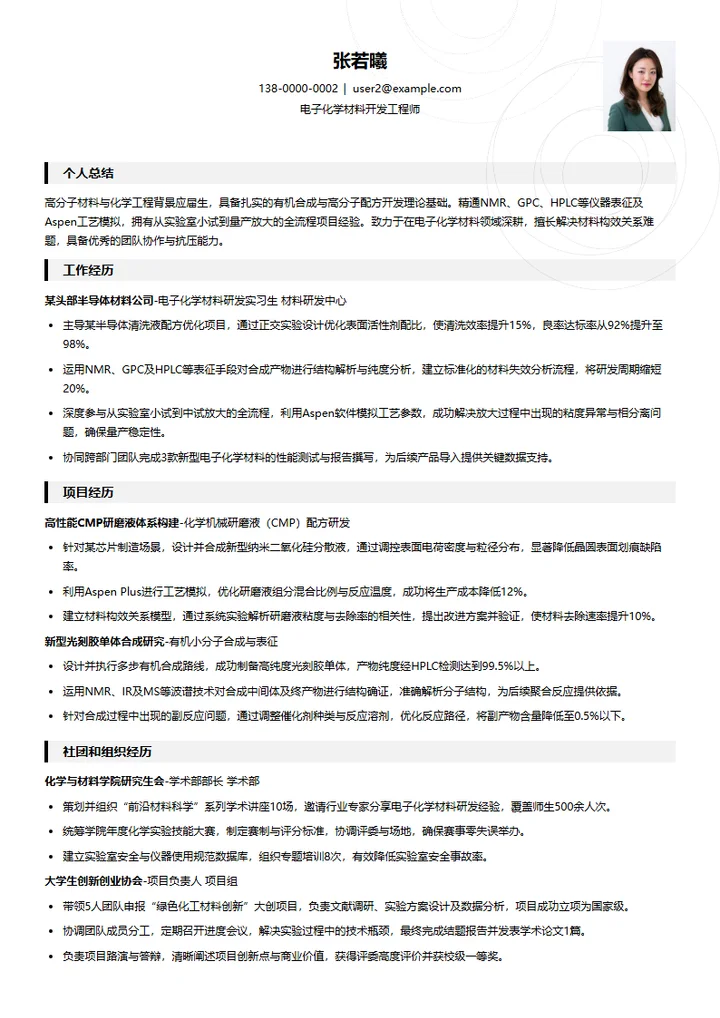 张若曦
138-0000-0002 | user2@example.com
电子化学材料开发工程师
个人总结
高分子材料与化学工程背景应届生，具备扎实的有机合成与高分子配方开发理论基础。精通NMR、GPC、HPLC等仪器表征及
Aspen工艺模拟，拥有从实验室小试到量产放大的全流程项目经验。致力于在电子化学材料领域深耕，擅长解决材料构效关系难
题，具备优秀的团队协作与抗压能力。
工作经历
某头部半导体材料公司-电子化学材料研发实习生 材料研发中心
• 主导某半导体清洗液配方优化项目，通过正交实验设计优化表面活性剂配比，使清洗效率提升15%，良率达标率从92%提升至
98%。
• 运用NMR、GPC及HPLC等表征手段对合成产物进行结构解析与纯度分析，建立标准化的材料失效分析流程，将研发周期缩短
20%。
• 深度参与从实验室小试到中试放大的全流程，利用Aspen软件模拟工艺参数，成功解决放大过程中出现的粘度异常与相分离问
题，确保量产稳定性。
• 协同跨部门团队完成3款新型电子化学材料的性能测试与报告撰写，为后续产品导入提供关键数据支持。
项目经历
高性能CMP研磨液体系构建-化学机械研磨液（CMP）配方研发
• 针对某芯片制造场景，设计并合成新型纳米二氧化硅分散液，通过调控表面电荷密度与粒径分布，显著降低晶圆表面划痕缺陷
率。
• 利用Aspen Plus进行工艺模拟，优化研磨液组分混合比例与反应温度，成功将生产成本降低12%。
• 建立材料构效关系模型，通过系统实验解析研磨液粘度与去除率的相关性，提出改进方案并验证，使材料去除速率提升10%。
新型光刻胶单体合成研究-有机小分子合成与表征
• 设计并执行多步有机合成路线，成功制备高纯度光刻胶单体，产物纯度经HPLC检测达到99.5%以上。
• 运用NMR、IR及MS等波谱技术对合成中间体及终产物进行结构确证，准确解析分子结构，为后续聚合反应提供依据。
• 针对合成过程中出现的副反应问题，通过调整催化剂种类与反应溶剂，优化反应路径，将副产物含量降低至0.5%以下。
社团和组织经历
化学与材料学院研究生会-学术部部长 学术部
• 策划并组织“前沿材料科学”系列学术讲座10场，邀请行业专家分享电子化学材料研发经验，覆盖师生500余人次。
• 统筹学院年度化学实验技能大赛，制定赛制与评分标准，协调评委与场地，确保赛事零失误举办。
• 建立实验室安全与仪器使用规范数据库，组织专题培训8次，有效降低实验室安全事故率。
大学生创新创业协会-项目负责人 项目组
• 带领5人团队申报“绿色化工材料创新”大创项目，负责文献调研、实验方案设计及数据分析，项目成功立项为国家级。
• 协调团队成员分工，定期召开进度会议，解决实验过程中的技术瓶颈，最终完成结题报告并发表学术论文1篇。
• 负责项目路演与答辩，清晰阐述项目创新点与商业价值，获得评委高度评价并获校级一等奖。